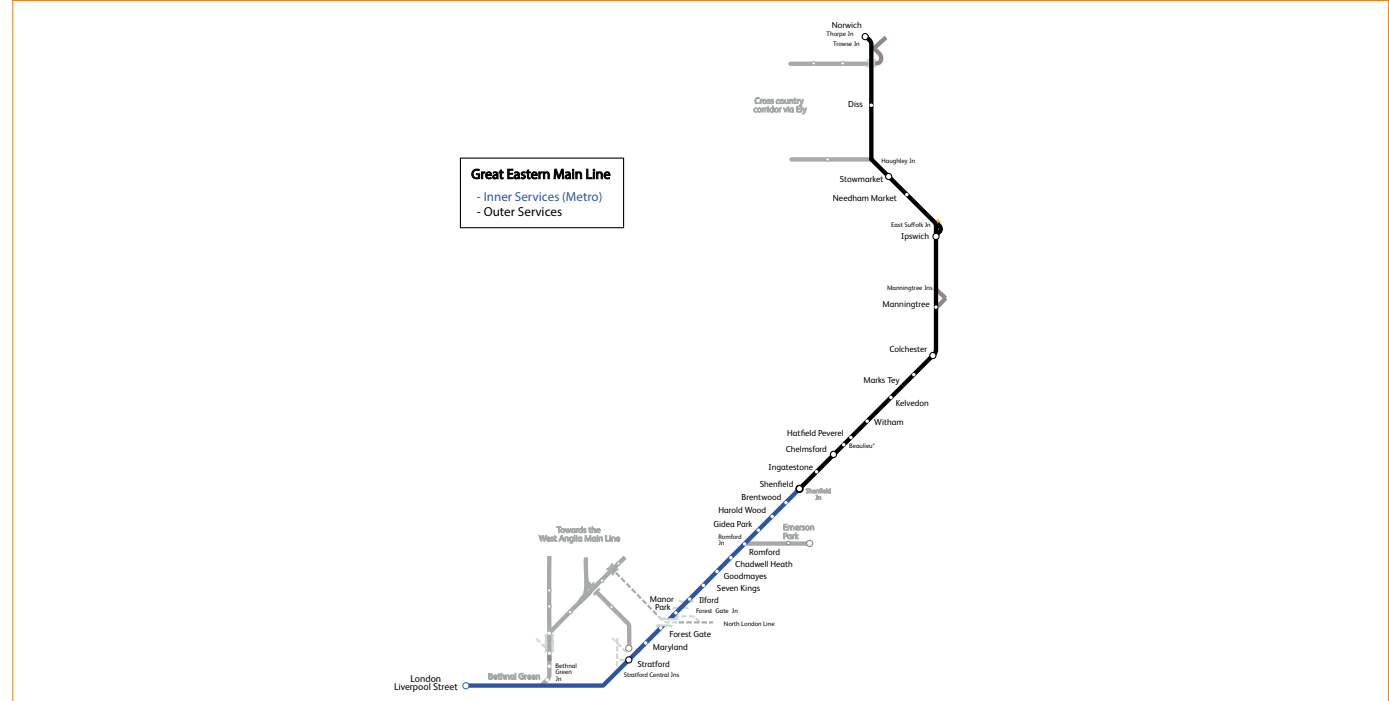 Norwich
Thorpe Jn
Trowse Jn
Cross country
corridor via Ely
Diss
Haughley Jn
Great Eastern Main Line
- Inner Services (Metro)
- Outer Services
Stowmarket
Needham Market
East Suffolk Jn
Ipswich
Manningtree Jns
Manningtree
Colchester
Marks Tey
Kelvedon
Witham
Hatfield Peverel
Beaulieu*
Chelmsford
Ingatestone
Shenfield
Shenfield
Jn
Brentwood
Harold Wood
Gidea Park
Emerson
Park
Romford
Jn
Romford
Towards the
West Anglia Main Line
Chadwell Heath
Goodmayes
Seven Kings
Manor
Park
Ilford
Forest Gate Jn
North London Line
Forest Gate
Maryland
Stratford
Stratford Central Jns
Bethnal
Green
Jn
Bethnal Green
London
Liverpool Street